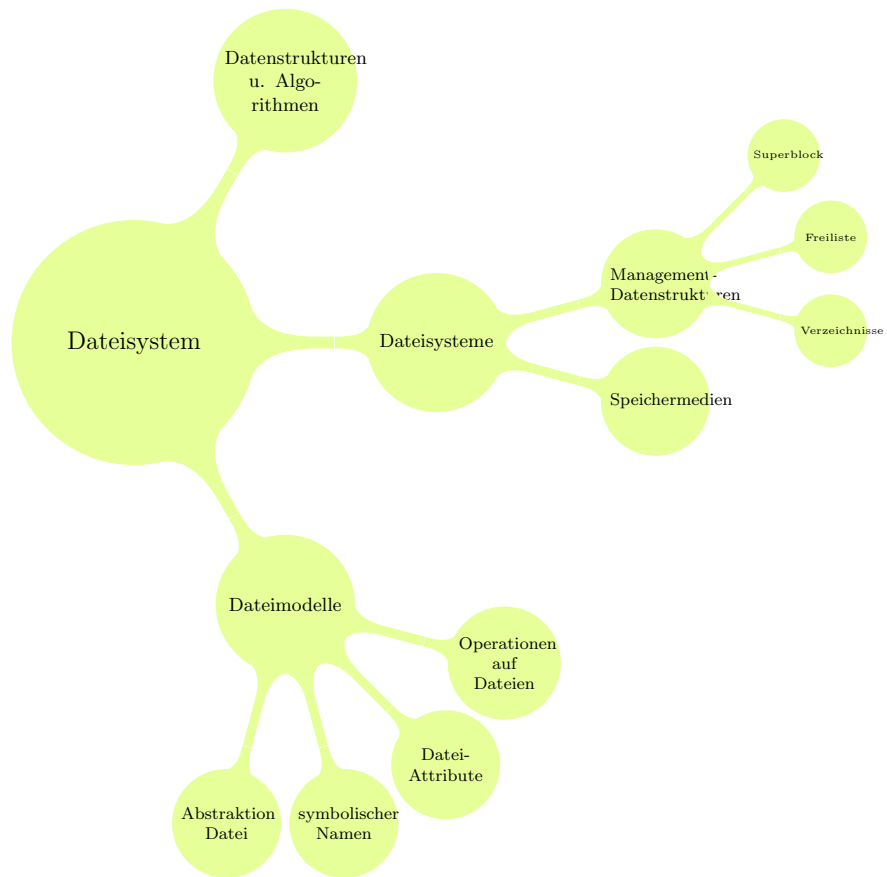 Datenstrukturen
u. Algo-
rithmen
Superblock
Freiliste
Management-
Datenstrukturen
Verzeichnisse
Dateisystem
Dateisysteme
Speichermedien
Dateimodelle
Operationen
auf
Dateien
Datei-
Attribute
Abstraktion
Datei
symbolischer
Namen